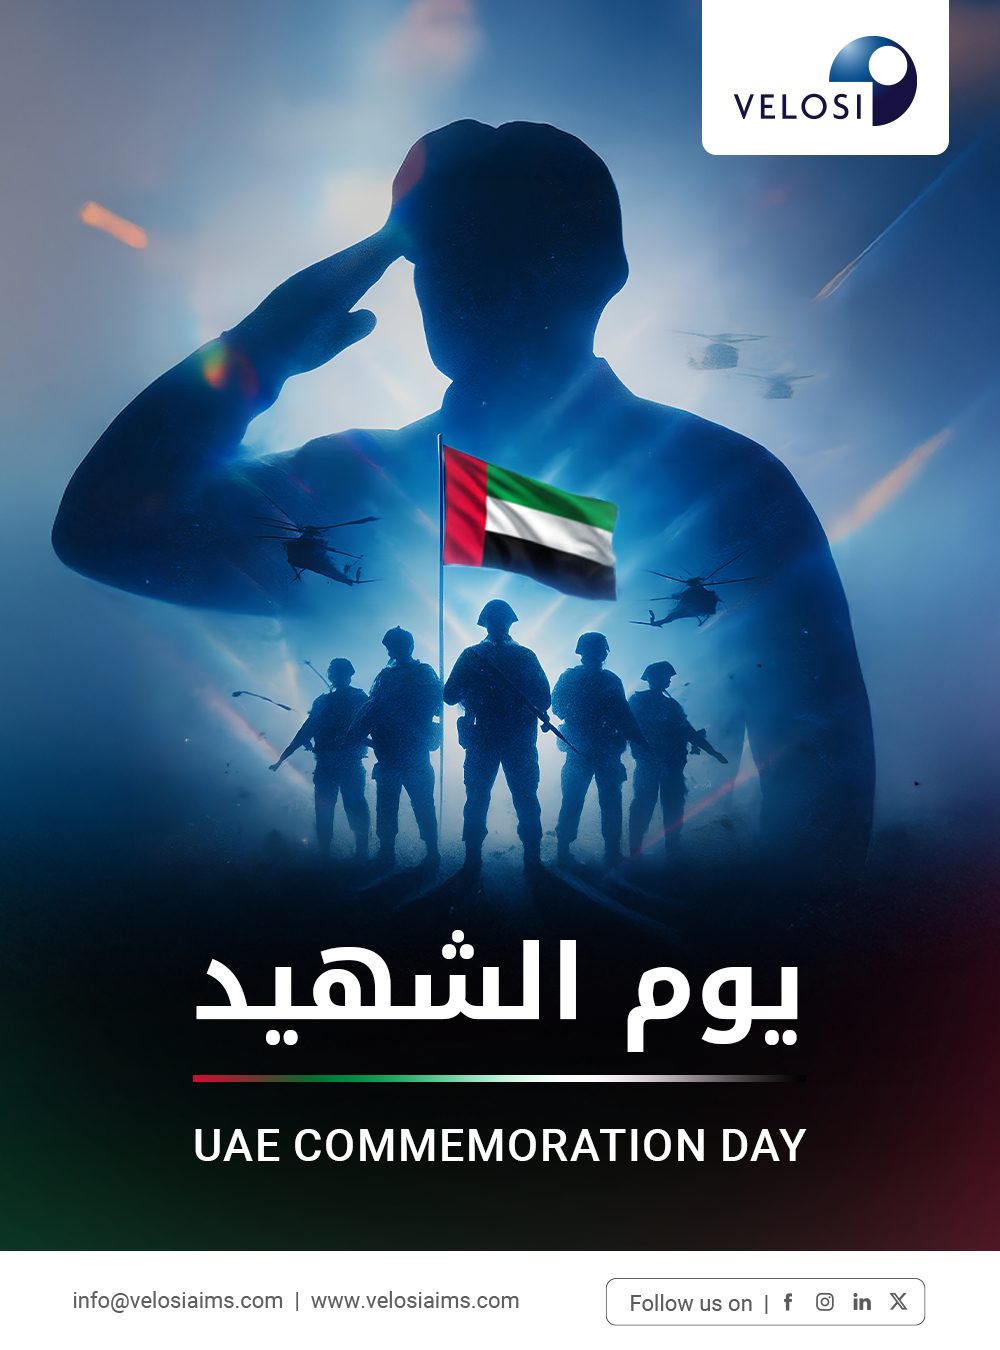 VELOSI
يوم الشهيد
UAE COMMEMORATION DAY
info@velosiaims.com | www.velosiaims.com
Follow us on |